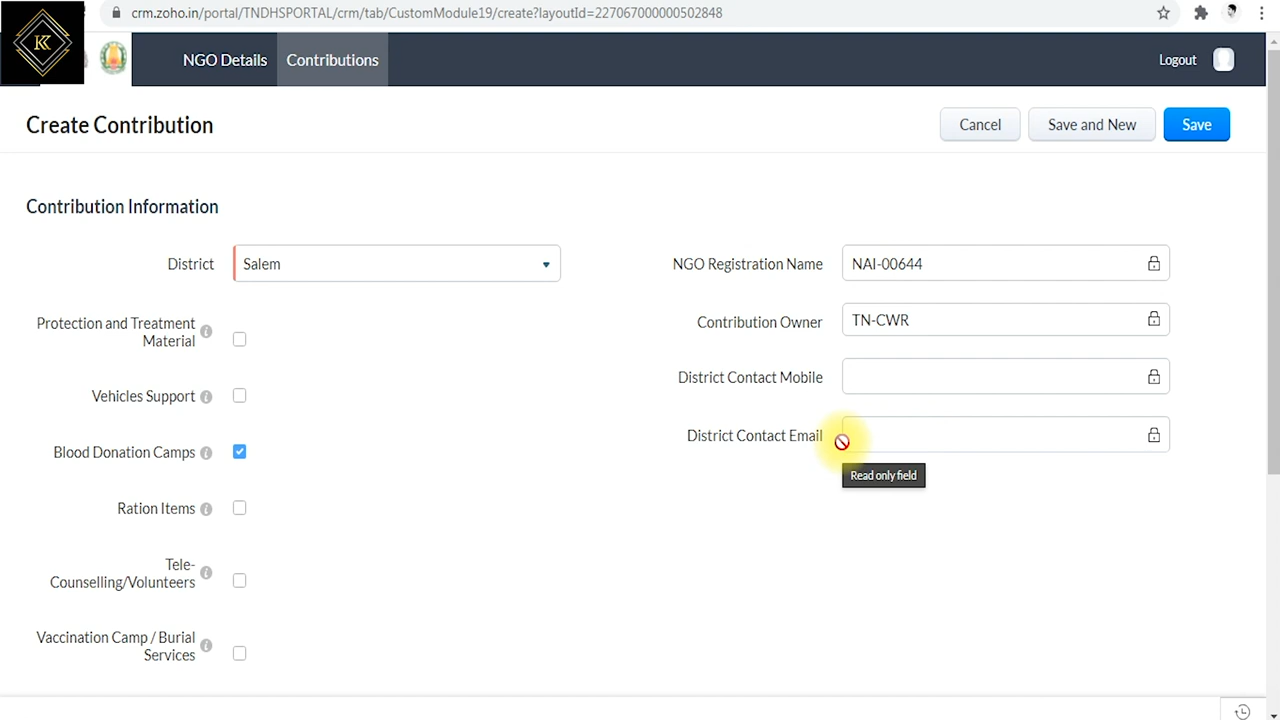 crm.zoho.in/portal/TNDHSPORTAL/crm/tab/CustomModule19/create?layoutId=227067000000502848
K
NGO Details
Contributions
Logout
Create Contribution
Cancel
Save and New
Save
Contribution Information
District
Salem
NGO Registration Name
NAI-00644
Protection and Treatment
Material
Contribution Owner
TN-CWR
Vehicles Support
District Contact Mobile
Blood Donation Camps
District Contact Email
Read only field
Ration Items
Tele-
Counselling/Volunteers
Vaccination Camp / Burial
Services